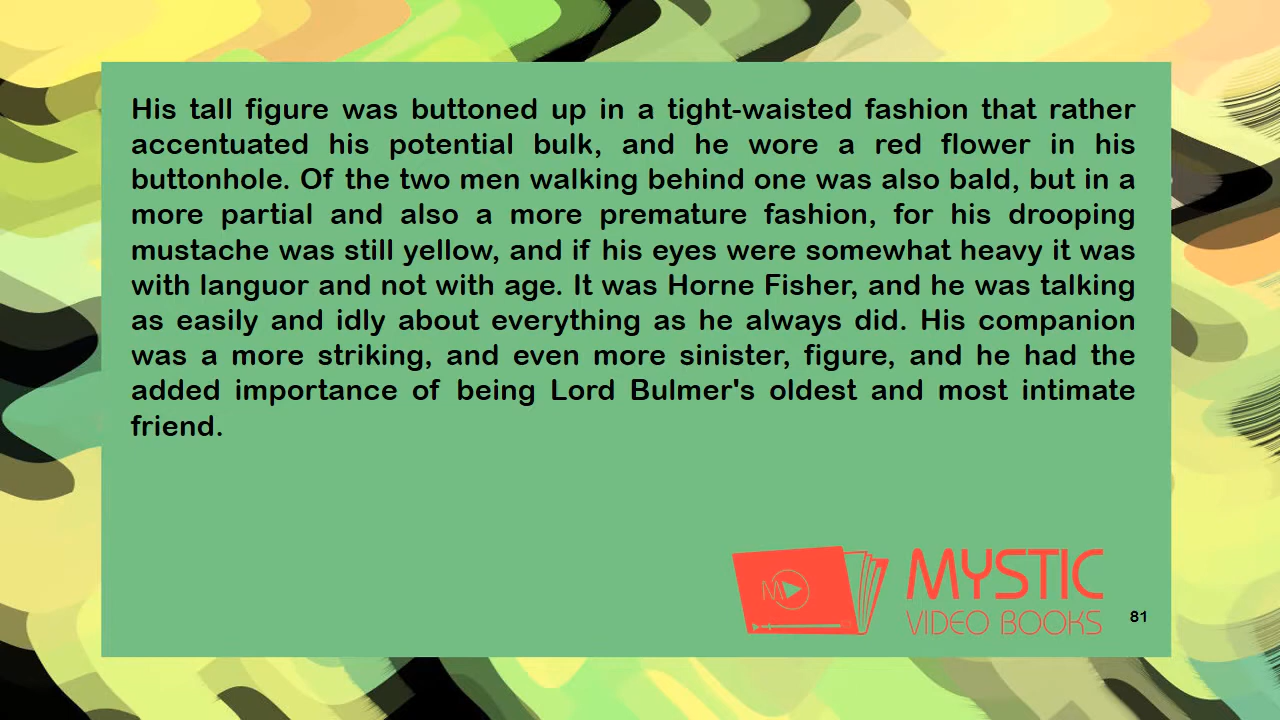 His tall figure was buttoned up in a tight-waisted fashion that rather
accentuated his potential bulk, and he wore a red flower in his
buttonhole. Of the two men walking behind one was also bald, but in a
more partial and also a more premature fashion, for his drooping
mustache was still yellow, and if his eyes were somewhat heavy it was
with languor and not with age. It was Horne Fisher, and he was talking
as easily and idly about everything as he always did. His companion
was a more striking, and even more sinister, figure, and he had the
added importance of being Lord Bulmer's oldest and most intimate
friend.
M
MYSTIC
VIDEO BOOKS
81